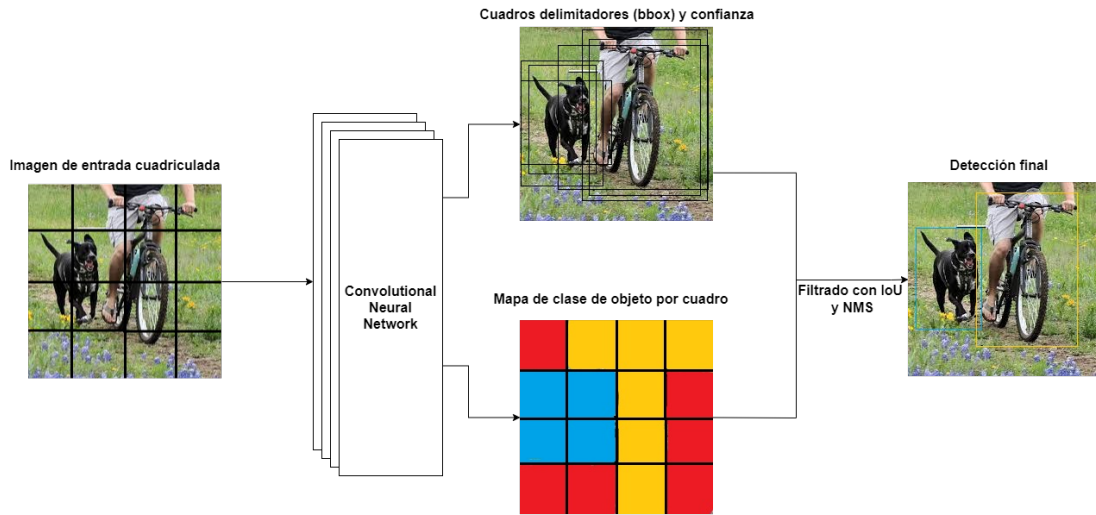 Cuadros delimitadores (bbox) y confianza
Imagen de entrada cuadriculada
Detección final
Convolutional
Neural
Network
Mapa de clase de objeto por cuadro
Filtrado con IoU
y NMS